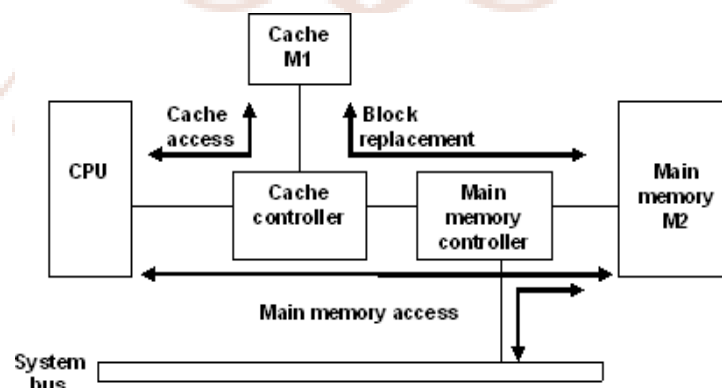 Cache
M1
Cache
access
Block
replacement
CPU
Cache
controller
Main
memory
controller
Main
memory
M2
Main memory access
System
bus